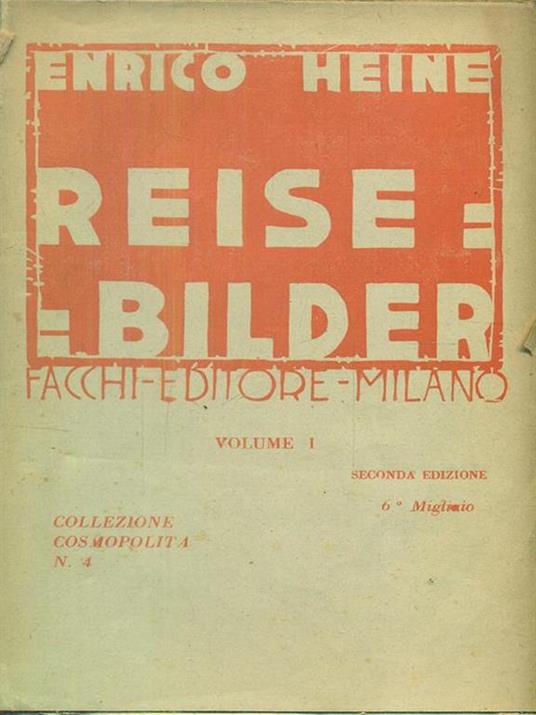 ENRICO HEINE
REISE=
=BILDER
FACCHI-EDITORE-MILANO
VOLUME I
SECONDA EDIZIONE
6° Migliaio
COLLEZIONE
COSMOPOLITA
N. 4